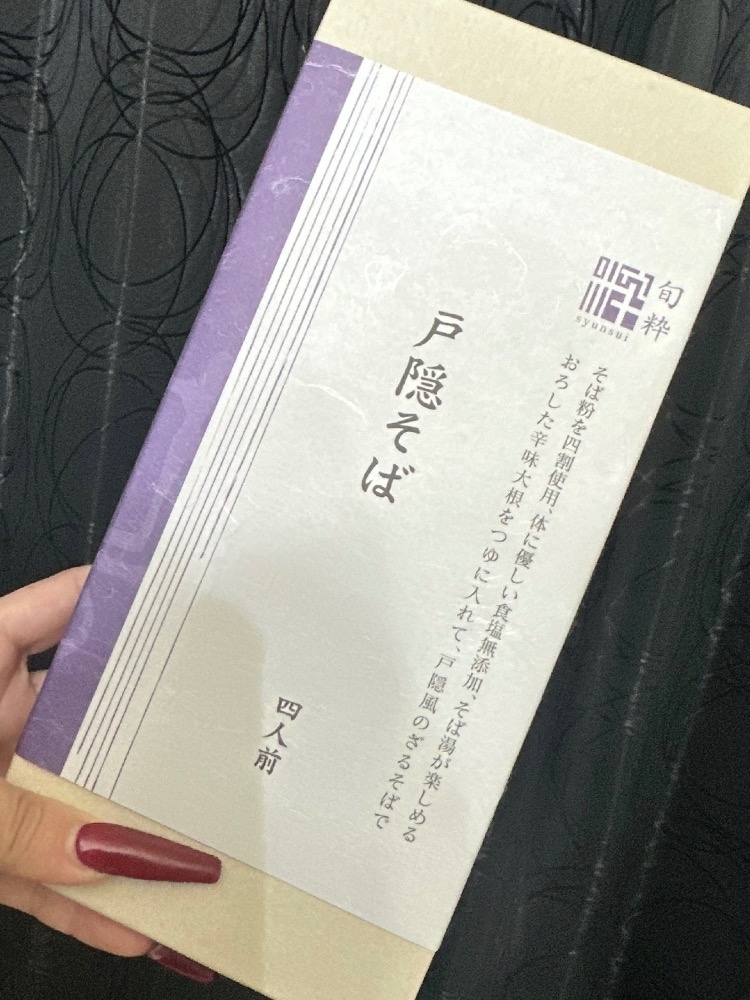 旬粋
syunsui
そば粉を四割使用、体に優しい食塩無添加、そば湯が楽しめる
おろした辛味大根をつゆに入れて、戸隠風のざるそばで
戸隠そば
四人前